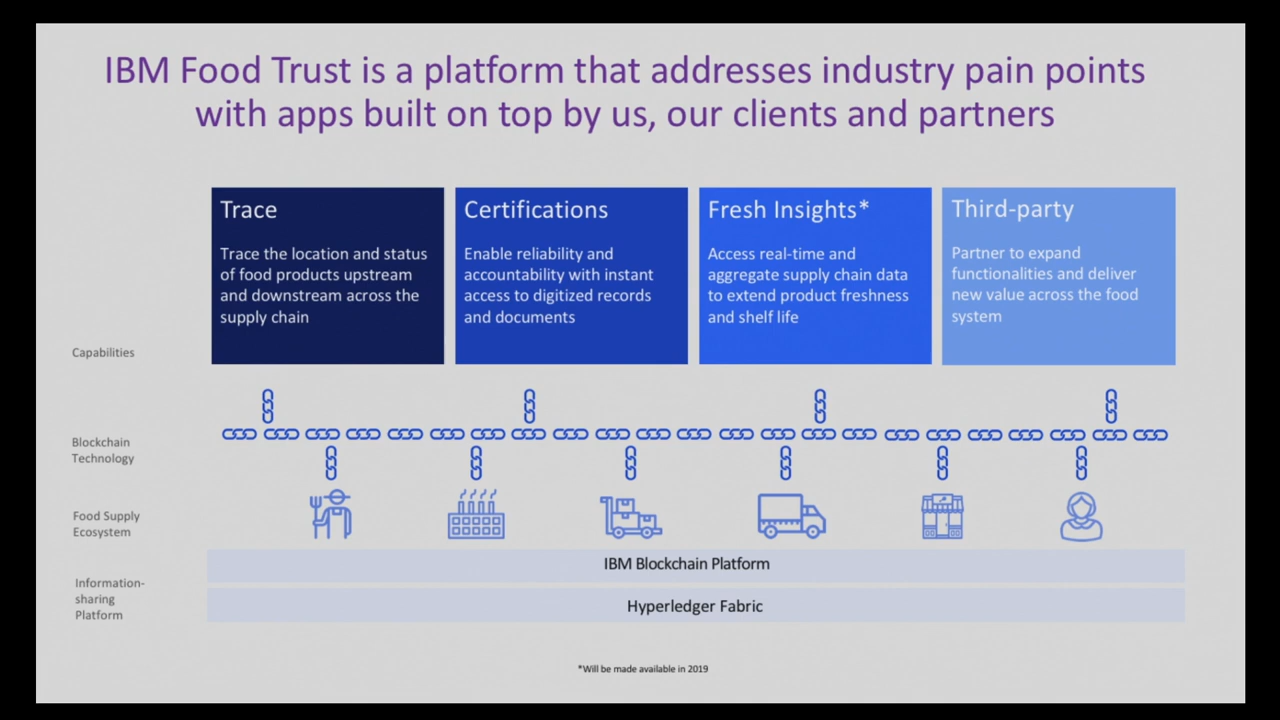 IBM Food Trust is a platform that addresses industry pain points
with apps built on top by us, our clients and partners
Trace
Trace the location and status
of food products upstream
and downstream across the
supply chain
Certifications
Enable reliability and
accountability with instant
access to digitized records
and documents
Fresh Insights*
Access real-time and
aggregate supply chain data
to extend product freshness
and shelf life
Third-party
Partner to expand
functionalities and deliver
new value across the food
system
Capabilities
Blockchain
Technology
Food Supply
Ecosystem
Information-
sharing
Platform
IBM Blockchain Platform
Hyperledger Fabric
*Will be made available in 2019